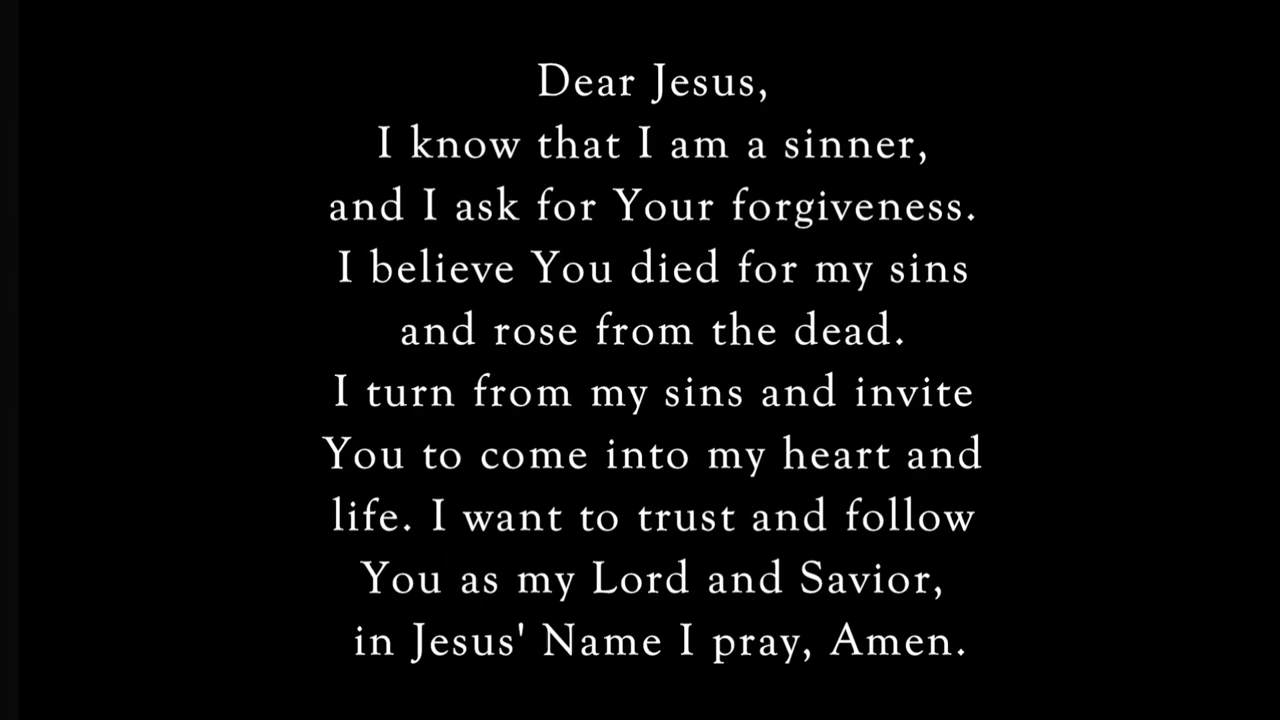 Dear Jesus,
I know that I am a sinner,
and I ask for Your forgiveness.
I believe You died for my sins
and rose from the dead.
I turn from my sins and invite
You to come into my heart and
life. I want to trust and follow
You as my Lord and Savior,
in Jesus' Name I pray, Amen.